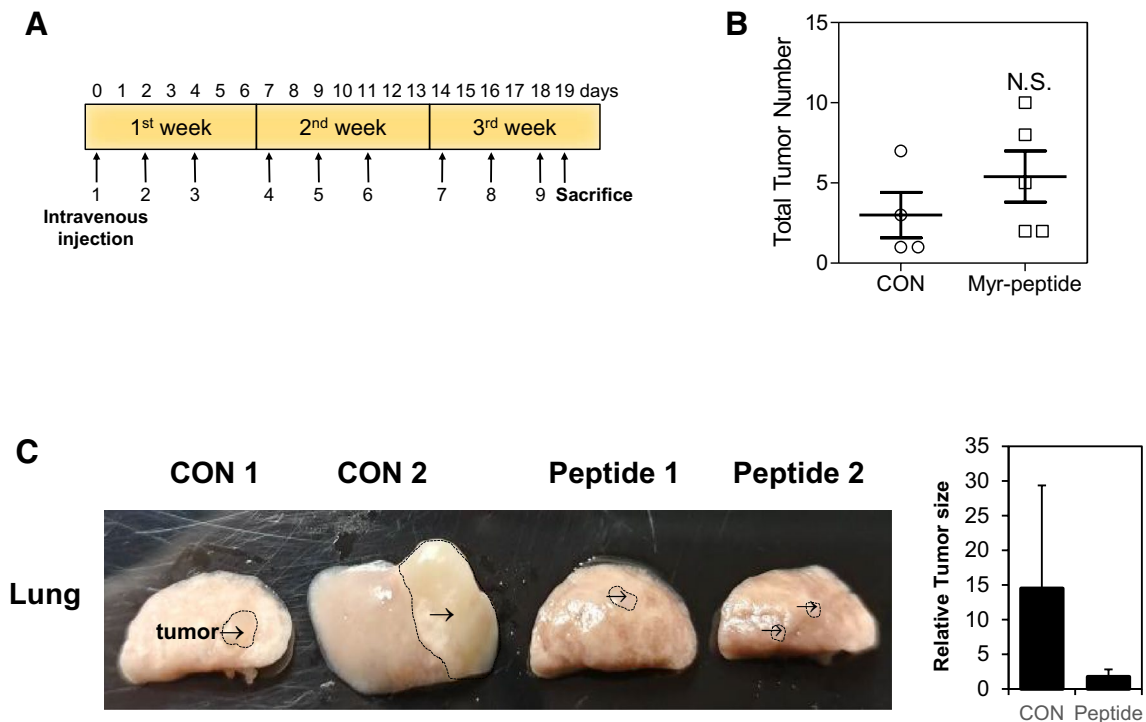 A
0 1 2 3 4 5 6 7 8 9 10 11 12 13 14 15 16 17 18 19 days
1st week 2nd week 3rd week
1 2 3 4 5 6 7 8 9 Sacrifice
Intravenous
injection
B
Total Tumor Number
15
10
5
0
N.S.
CON Myr-peptide
C
CON 1 CON 2 Peptide 1 Peptide 2
Lung
tumor
Relative Tumor size
35
30
25
20
15
10
5
0
CON Peptide